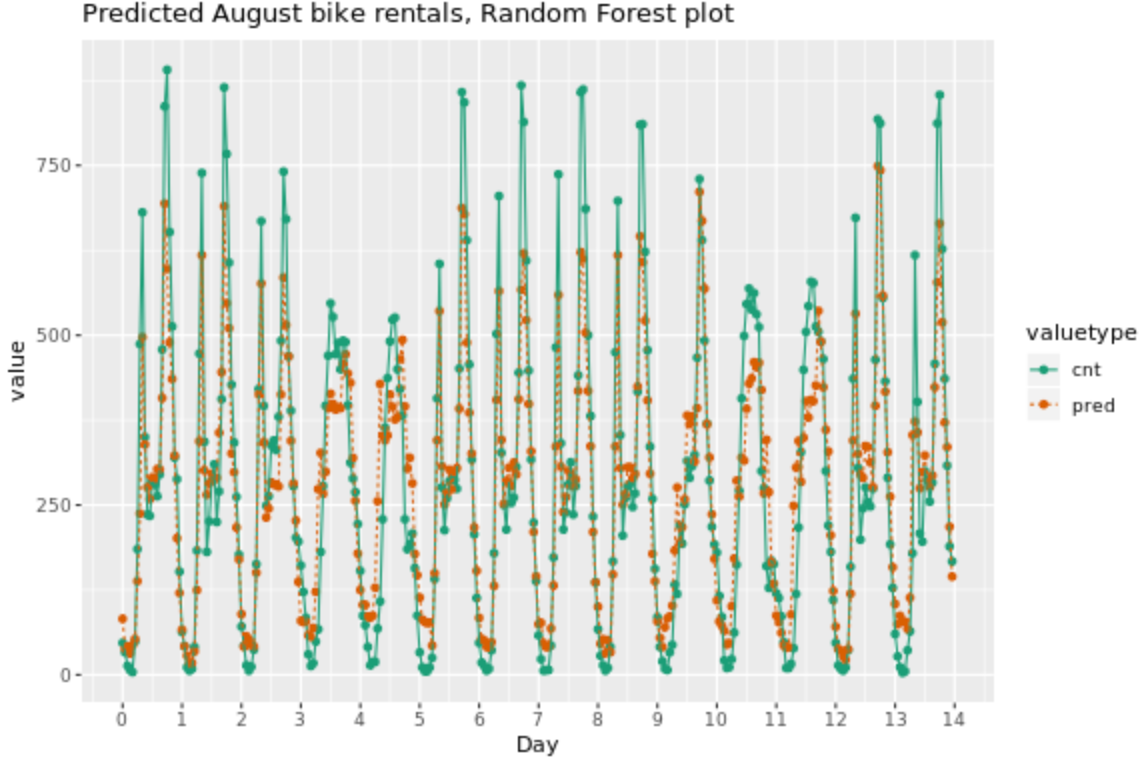 Predicted August bike rentals, Random Forest plot
value
750
500
250
0
0 1 2 3 4 5 6 7 8 9 10 11 12 13 14
Day
valuetype
cnt
pred